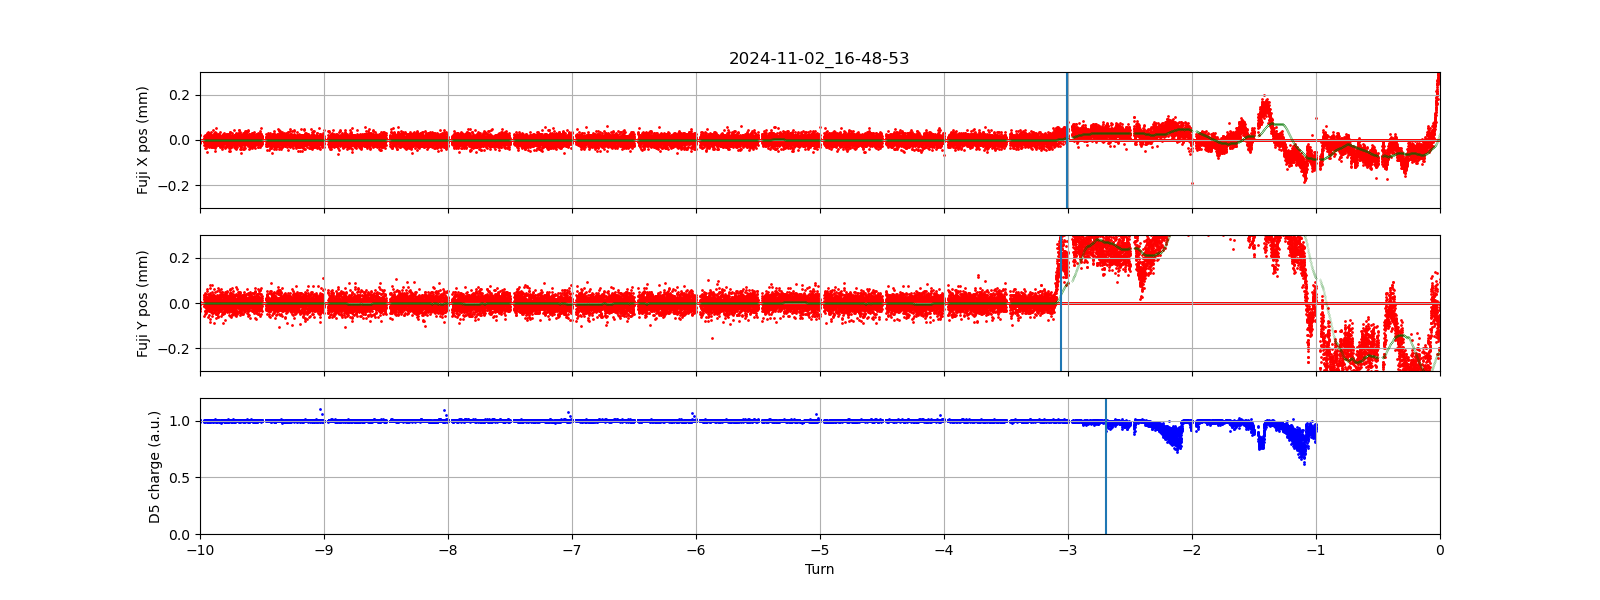 2024-11-02_16-48-53
Fuji X pos (mm)
0.2
0.0
−0.2
Fuji Y pos (mm)
0.2
0.0
−0.2
D5 charge (a.u.)
1.0
0.5
0.0
−10 −9 −8 −7 −6 −5 −4 −3 −2 −1 0
Turn